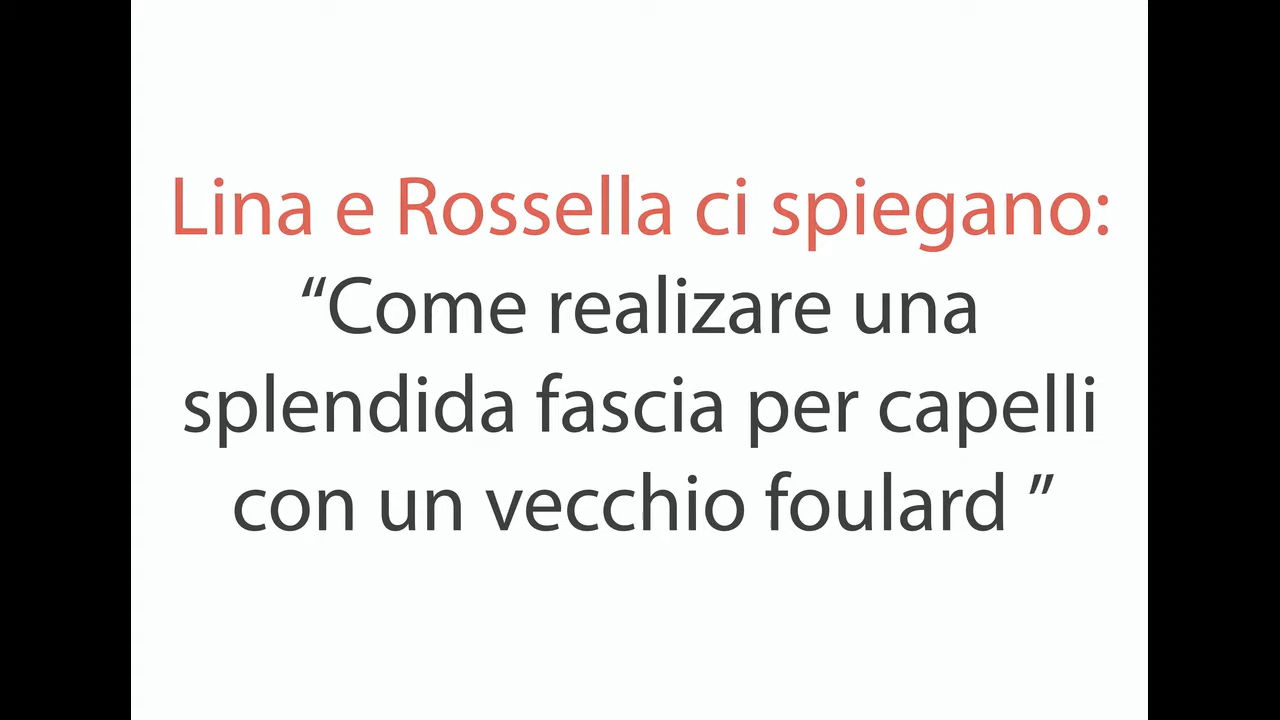 Lina e Rossella ci spiegano:
“Come realizare una
splendida fascia per capelli
con un vecchio foulard ”